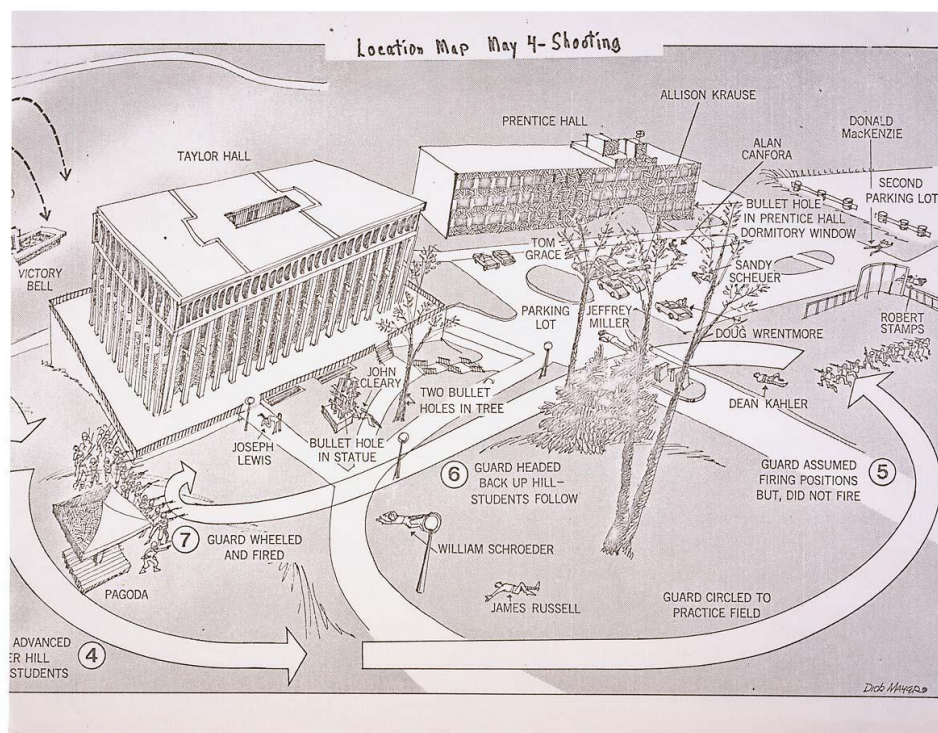 Location Map May 4-Shooting
ALLISON KRAUSE
PRENTICE HALL
DONALD
MacKENZIE
ALAN
CANFORA
TAYLOR HALL
SECOND
PARKING LOT
BULLET HOLE
IN PRENTICE HALL
DORMITORY WINDOW
VICTORY
BELL
TOM
GRACE
SANDY
SCHEUER
PARKING
LOT
JEFFREY
MILLER
ROBERT
STAMPS
DOUG WRENTMORE
JOHN
CLEARY
TWO BULLET
HOLES IN TREE
DEAN KAHLER
JOSEPH
LEWIS
BULLET HOLE
IN STATUE
6 GUARD HEADED
BACK UP HILL–
STUDENTS FOLLOW
GUARD ASSUMED
FIRING POSITIONS
BUT, DID NOT FIRE
5
7 GUARD WHEELED
AND FIRED
WILLIAM SCHROEDER
PAGODA
JAMES RUSSELL
GUARD CIRCLED TO
PRACTICE FIELD
ADVANCED
ER HILL
STUDENTS
4
Dick MAYER